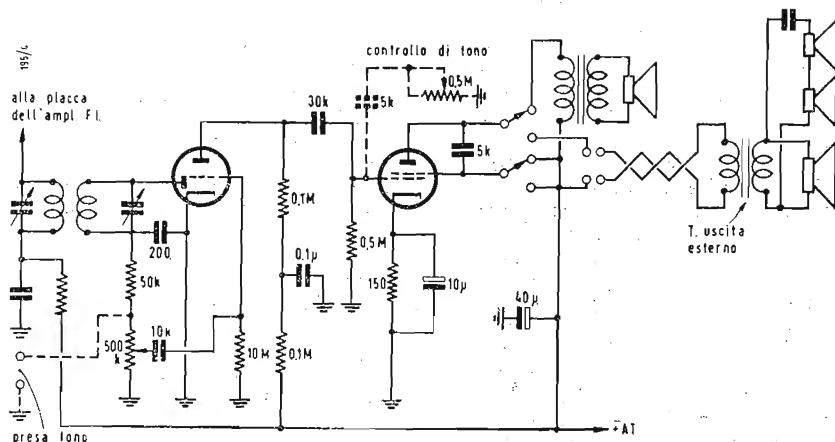 195/4
alla placca
dell'ampl. F.I.
controllo di tono
0,5M
5k
30k
5k
200
0,1M
0,5M
0,1µ
50k
150
10µ
T. uscita
esterno
40µ
10k
500
k
10M
0,1M
+AT
presa fono